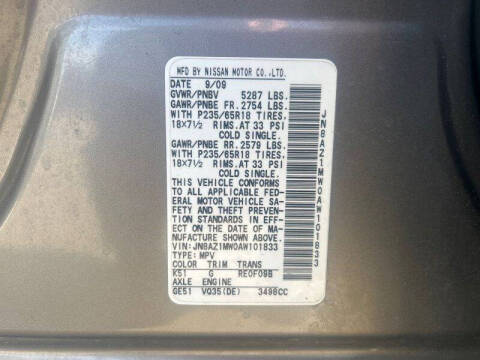 MFD BY NISSAN MOTOR CO.,LTD.
DATE 9/09
GVWR/PNBV 5287 LBS.
GAWR/PNBE FR. 2754 LBS.
WITH P235/65R18 TIRES,
18×7½ RIMS.AT 33 PSI
COLD SINGLE.
GAWR/PNBE RR. 2579 LBS.
WITH P235/65R18 TIRES,
18×7½ RIMS.AT 33 PSI
COLD SINGLE.
THIS VEHICLE CONFORMS
TO ALL APPLICABLE FED-
ERAL MOTOR VEHICLE SA-
FETY AND THEFT PREVEN-
TION STANDARDS IN EFF-
ECT ON THE DATE OF MA-
NUFACTURE SHOWN ABOVE.
VIN:JN8AZ1MW0AW101833
TYPE:MPV
COLOR TRIM TRANS
K51 G RE0F09B
AXLE ENGINE
GE51 VQ35(DE) 3498CC
JN8AZ1MW0AW101833